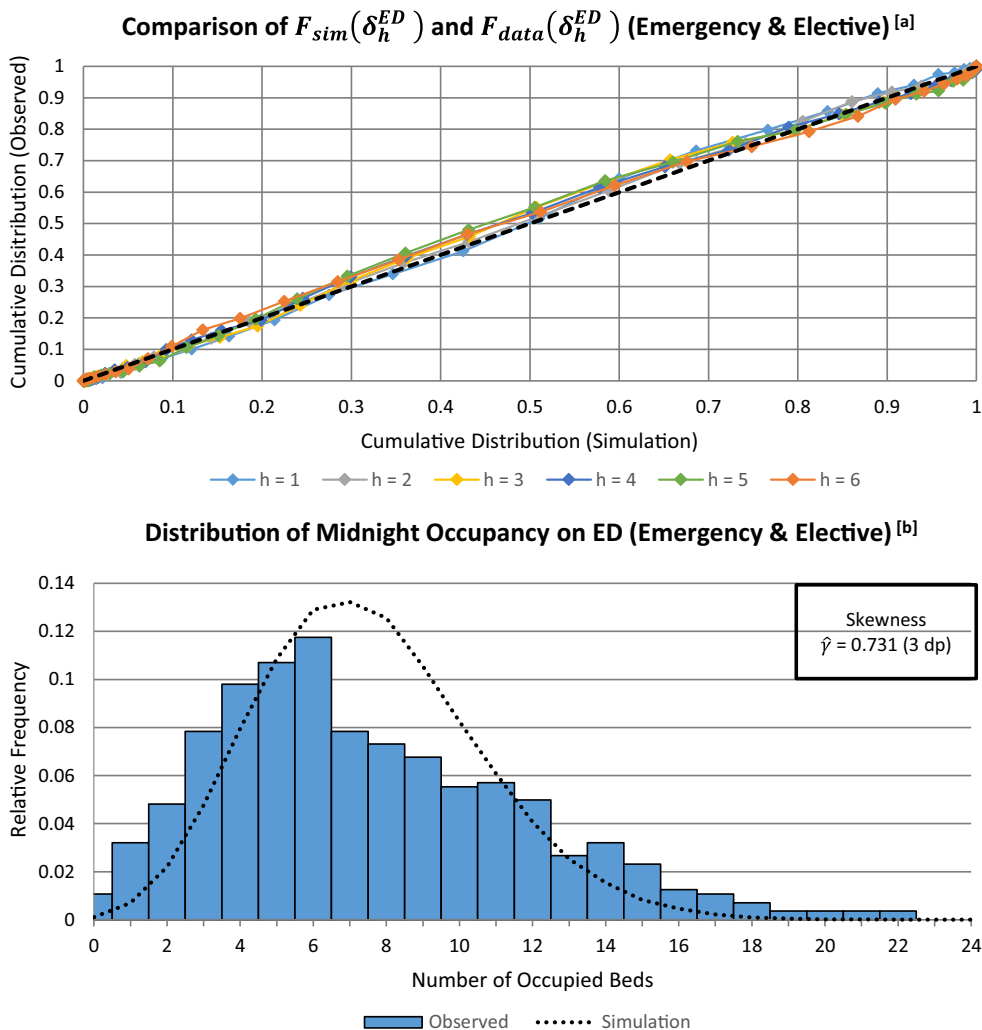 Comparison of F_sim(δ_h^ED) and F_data(δ_h^ED) (Emergency & Elective) [a]
Cumulative Distribution (Observed)
1
0.9
0.8
0.7
0.6
0.5
0.4
0.3
0.2
0.1
0
0 0.1 0.2 0.3 0.4 0.5 0.6 0.7 0.8 0.9 1
Cumulative Distribution (Simulation)
h = 1 h = 2 h = 3 h = 4 h = 5 h = 6
Distribution of Midnight Occupancy on ED (Emergency & Elective) [b]
Relative Frequency
0.14
0.12
0.1
0.08
0.06
0.04
0.02
0
Skewness
γ̂ = 0.731 (3 dp)
0 2 4 6 8 10 12 14 16 18 20 22 24
Number of Occupied Beds
Observed Simulation